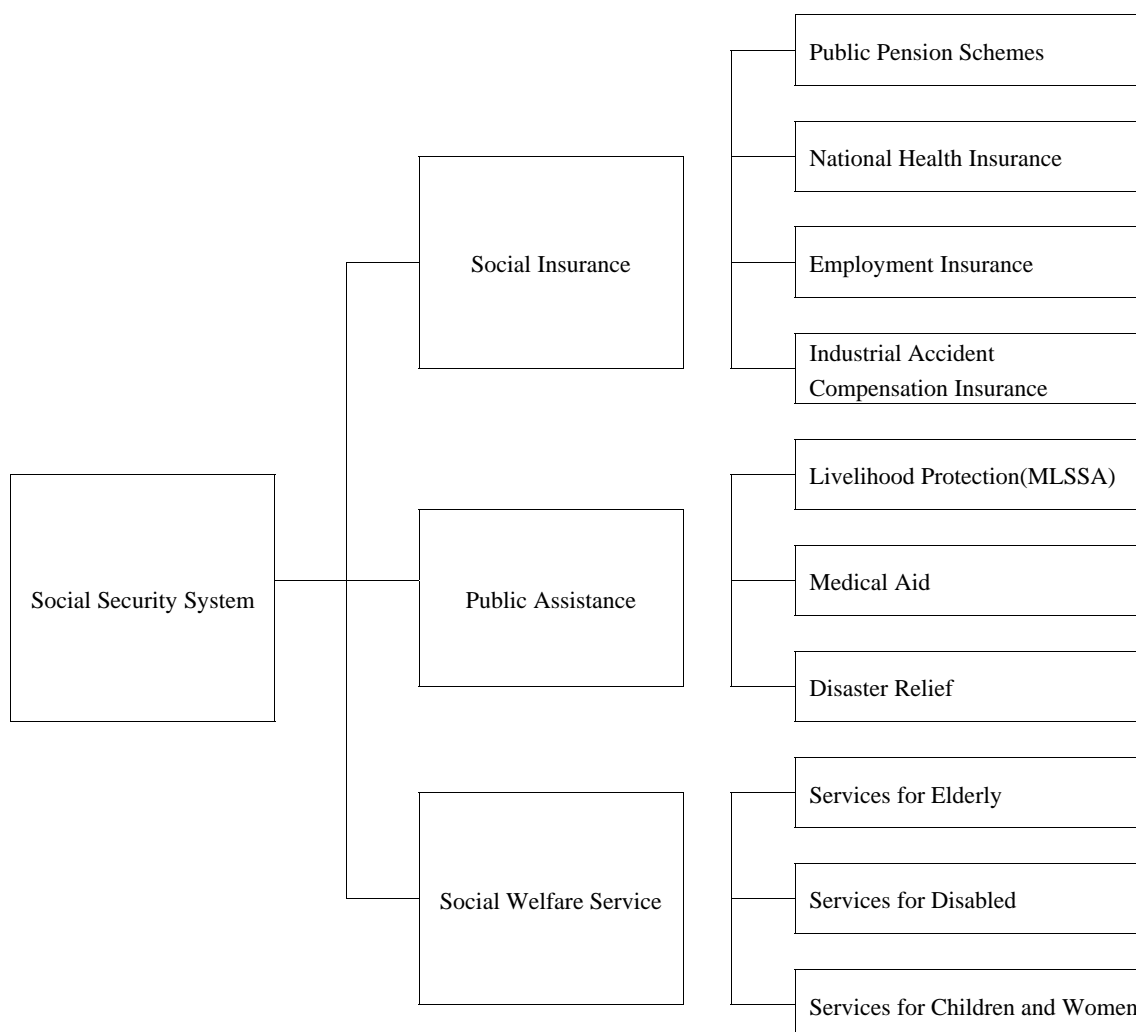 Public Pension Schemes
National Health Insurance
Social Insurance
Employment Insurance
Industrial Accident
Compensation Insurance
Livelihood Protection(MLSSA)
Social Security System
Public Assistance
Medical Aid
Disaster Relief
Services for Elderly
Social Welfare Service
Services for Disabled
Services for Children and Women